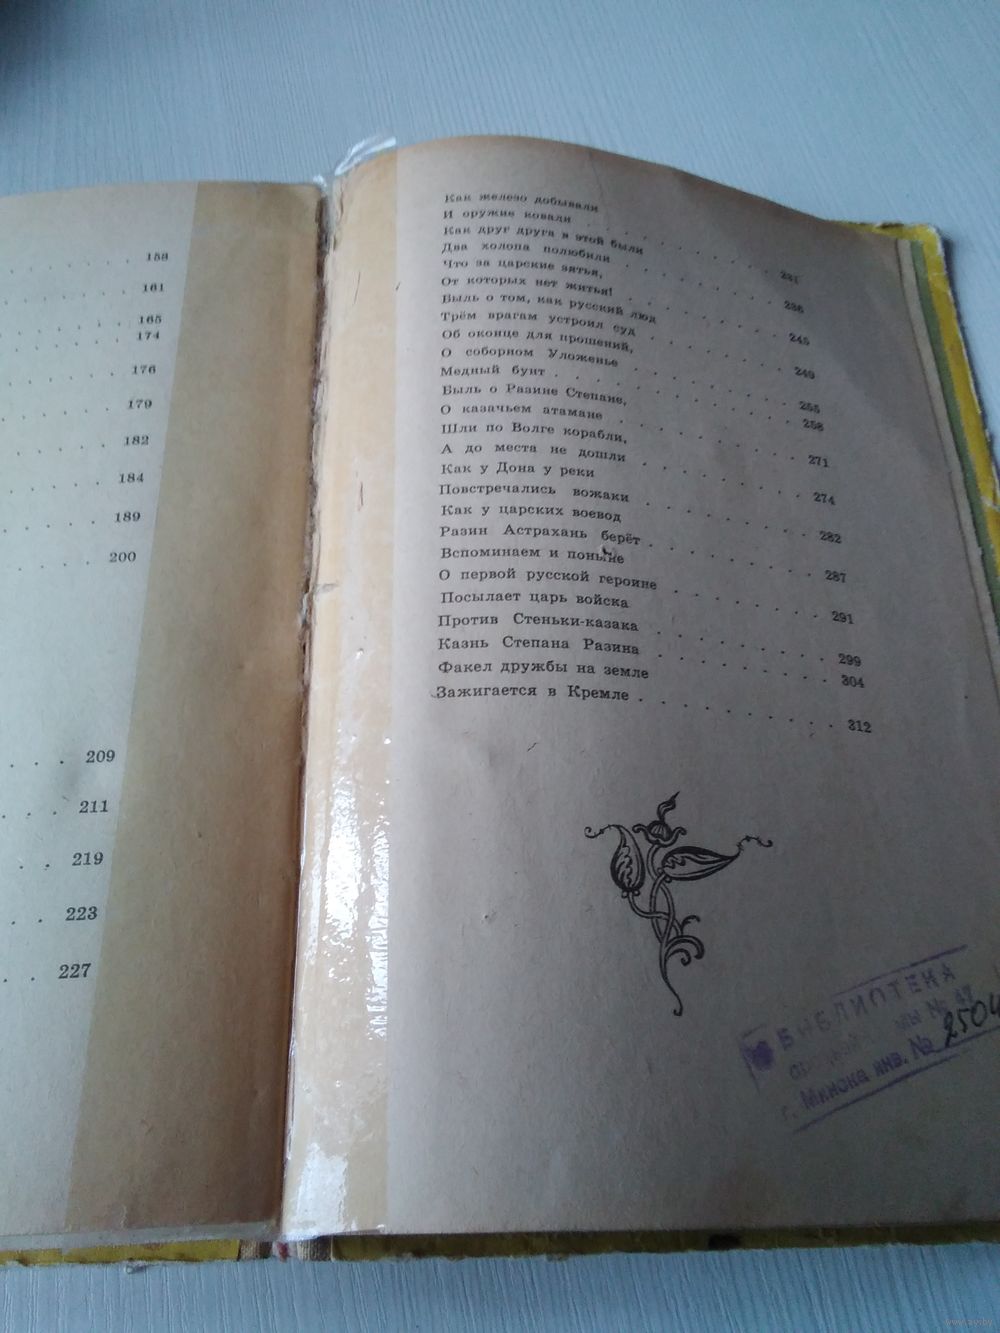 153
161
165
174
176
179
182
184
189
200
209
211
219
223
227
Как железо добывали
И оружие ковали . . . . . . . . . . 231
Как друг друга в этой были
Два холопа полюбили . . . . . . . . 236
Что за царские зятья,
От которых нет житья! . . . . . . . 245
Быль о том, как русский люд
Трём врагам устроил суд . . . . . . 249
Об оконце для прошений,
О соборном Уложенье . . . . . . . . 255
Медный бунт . . . . . . . . . . . . 258
Быль о Разине Степане,
О казачьем атамане . . . . . . . . 271
Шли по Волге корабли,
А до места не дошли . . . . . . . . 274
Как у Дона у реки
Повстречались вожаки . . . . . . . 282
Как у царских воевод
Разин Астрахань берёт . . . . . . . 287
Вспоминаем и поныне
О первой русской героине . . . . . 291
Посылает царь войска
Против Стеньки-казака . . . . . . . 299
Казнь Степана Разина . . . . . . . 304
Факел дружбы на земле
Зажигается в Кремле . . . . . . . . 312
БИБЛИОТЕКА
г. Минска инв. № 2504
www.ay.by